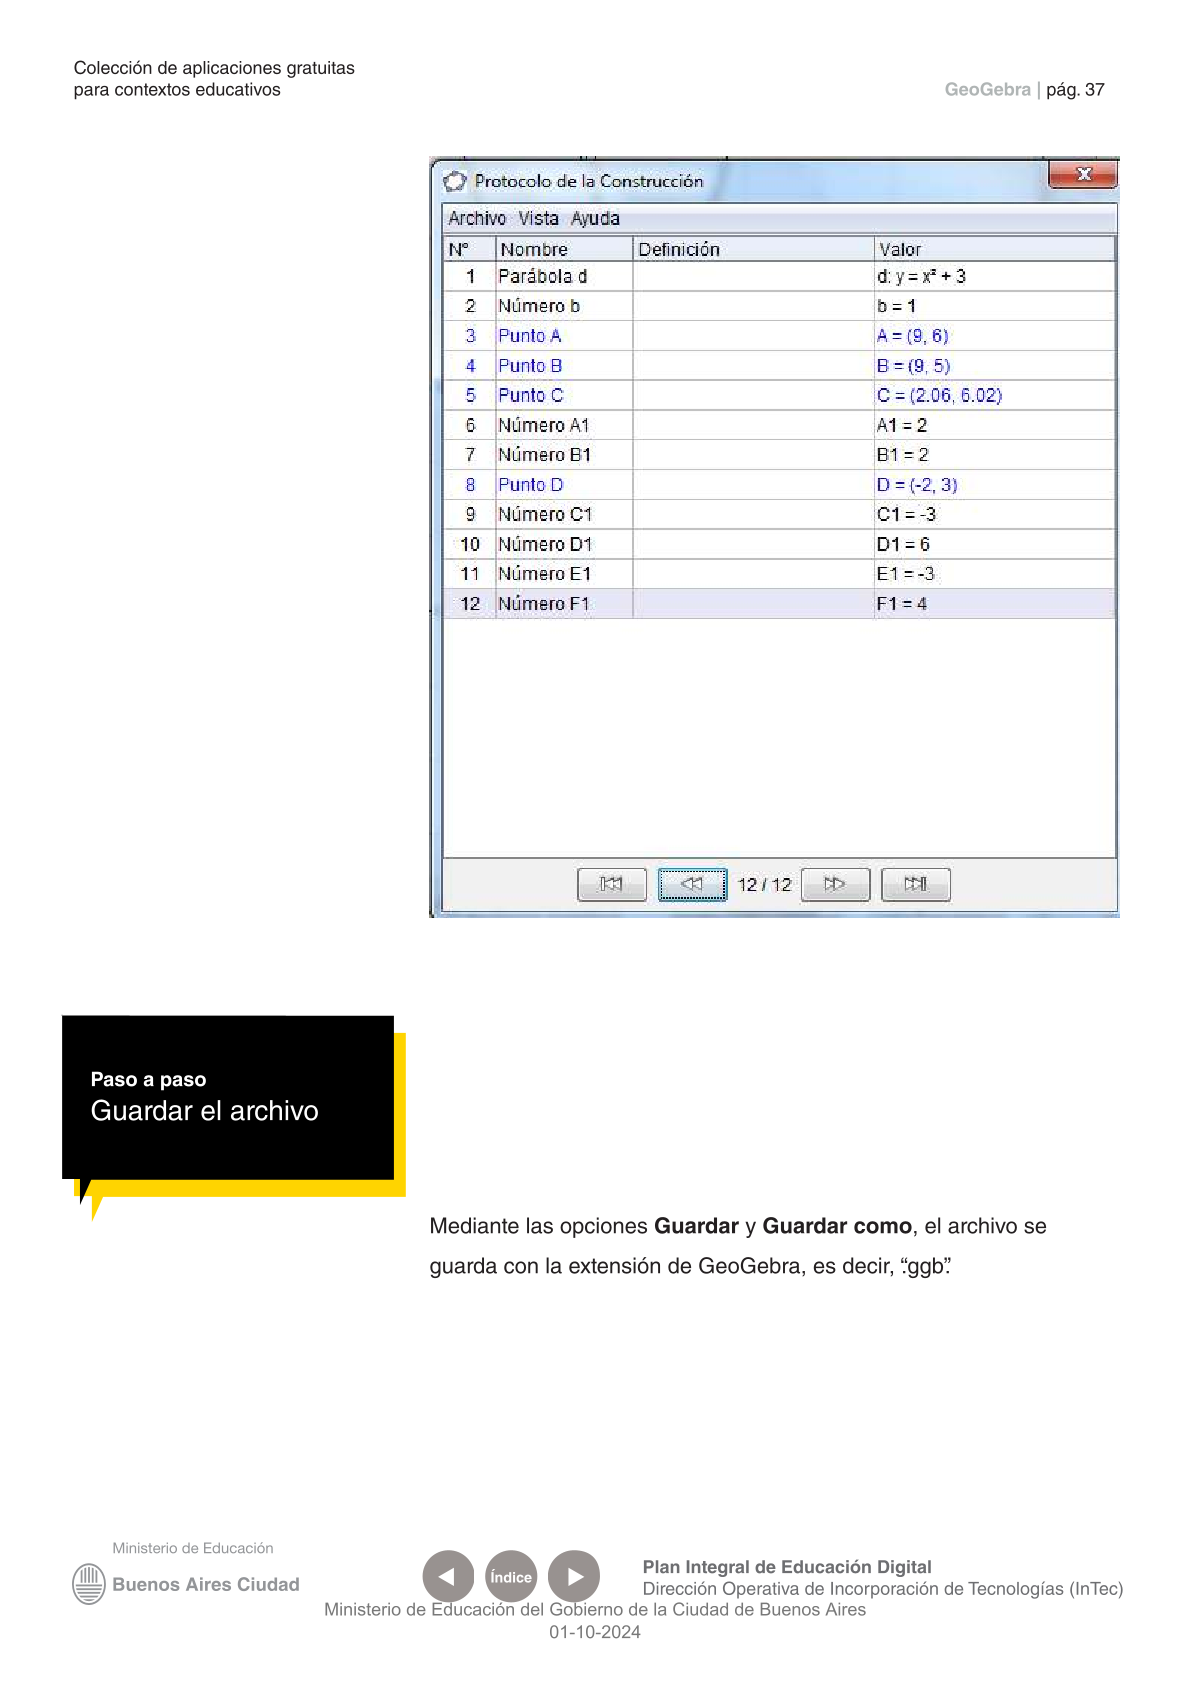 Colección de aplicaciones gratuitas
para contextos educativos
GeoGebra | pág. 37
Protocolo de la Construcción
Archivo Vista Ayuda
Nº Nombre Definición Valor
1 Parábola d d: y = x² + 3
2 Número b b = 1
3 Punto A A = (9, 6)
4 Punto B B = (9, 5)
5 Punto C C = (2.06, 6.02)
6 Número A1 A1 = 2
7 Número B1 B1 = 2
8 Punto D D = (-2, 3)
9 Número C1 C1 = -3
10 Número D1 D1 = 6
11 Número E1 E1 = -3
12 Número F1 F1 = 4
12 / 12
Paso a paso
Guardar el archivo
Mediante las opciones Guardar y Guardar como, el archivo se
guarda con la extensión de GeoGebra, es decir, “.ggb”.
Ministerio de Educación
Buenos Aires Ciudad
Índice
Plan Integral de Educación Digital
Dirección Operativa de Incorporación de Tecnologías (InTec)
Ministerio de Educación del Gobierno de la Ciudad de Buenos Aires
01-10-2024